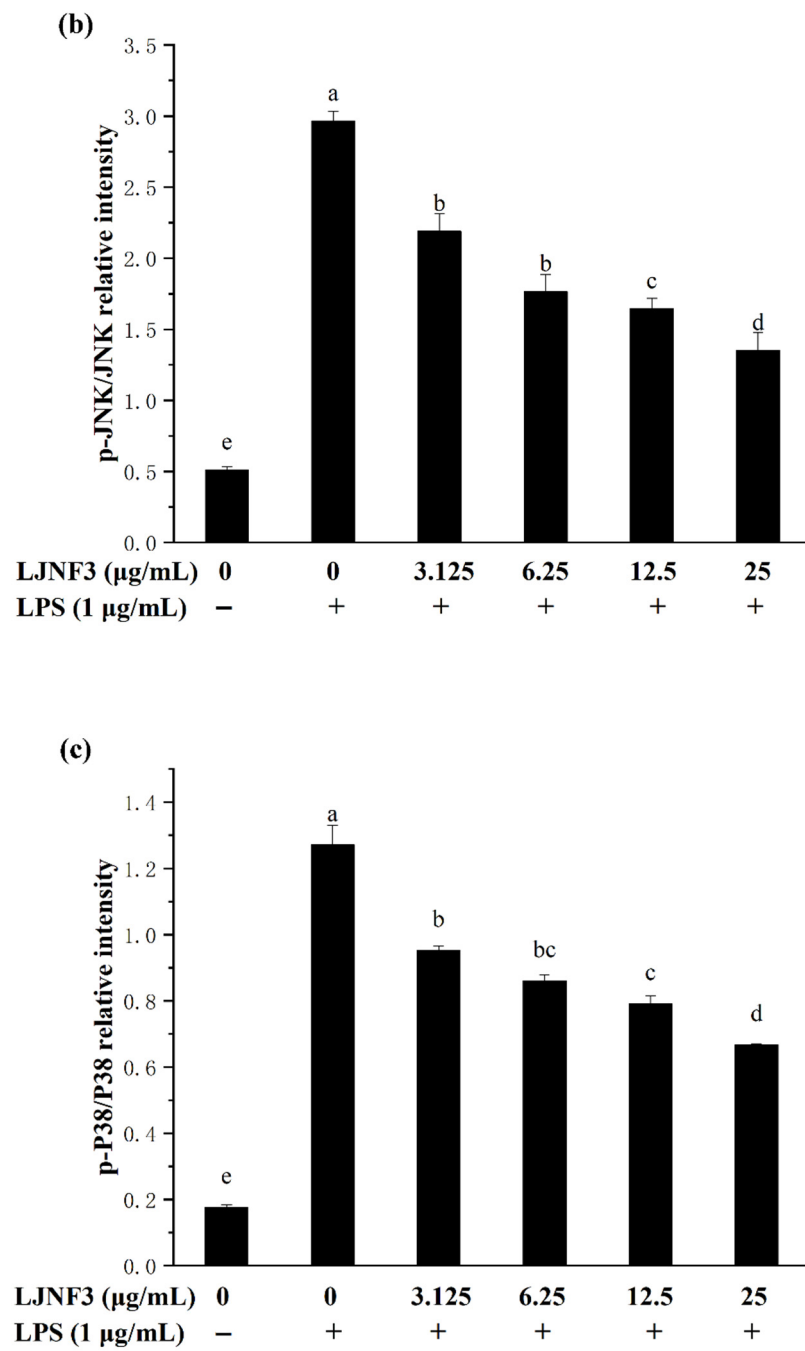 (b)
p-JNK/JNK relative intensity
3.5
3.0
2.5
2.0
1.5
1.0
0.5
0.0
e
a
b
b
c
d
LJNF3 (μg/mL) 0 0 3.125 6.25 12.5 25
LPS (1 μg/mL) − + + + + +
(c)
p-P38/P38 relative intensity
1.4
1.2
1.0
0.8
0.6
0.4
0.2
0.0
e
a
b
bc
c
d
LJNF3 (μg/mL) 0 0 3.125 6.25 12.5 25
LPS (1 μg/mL) − + + + + +